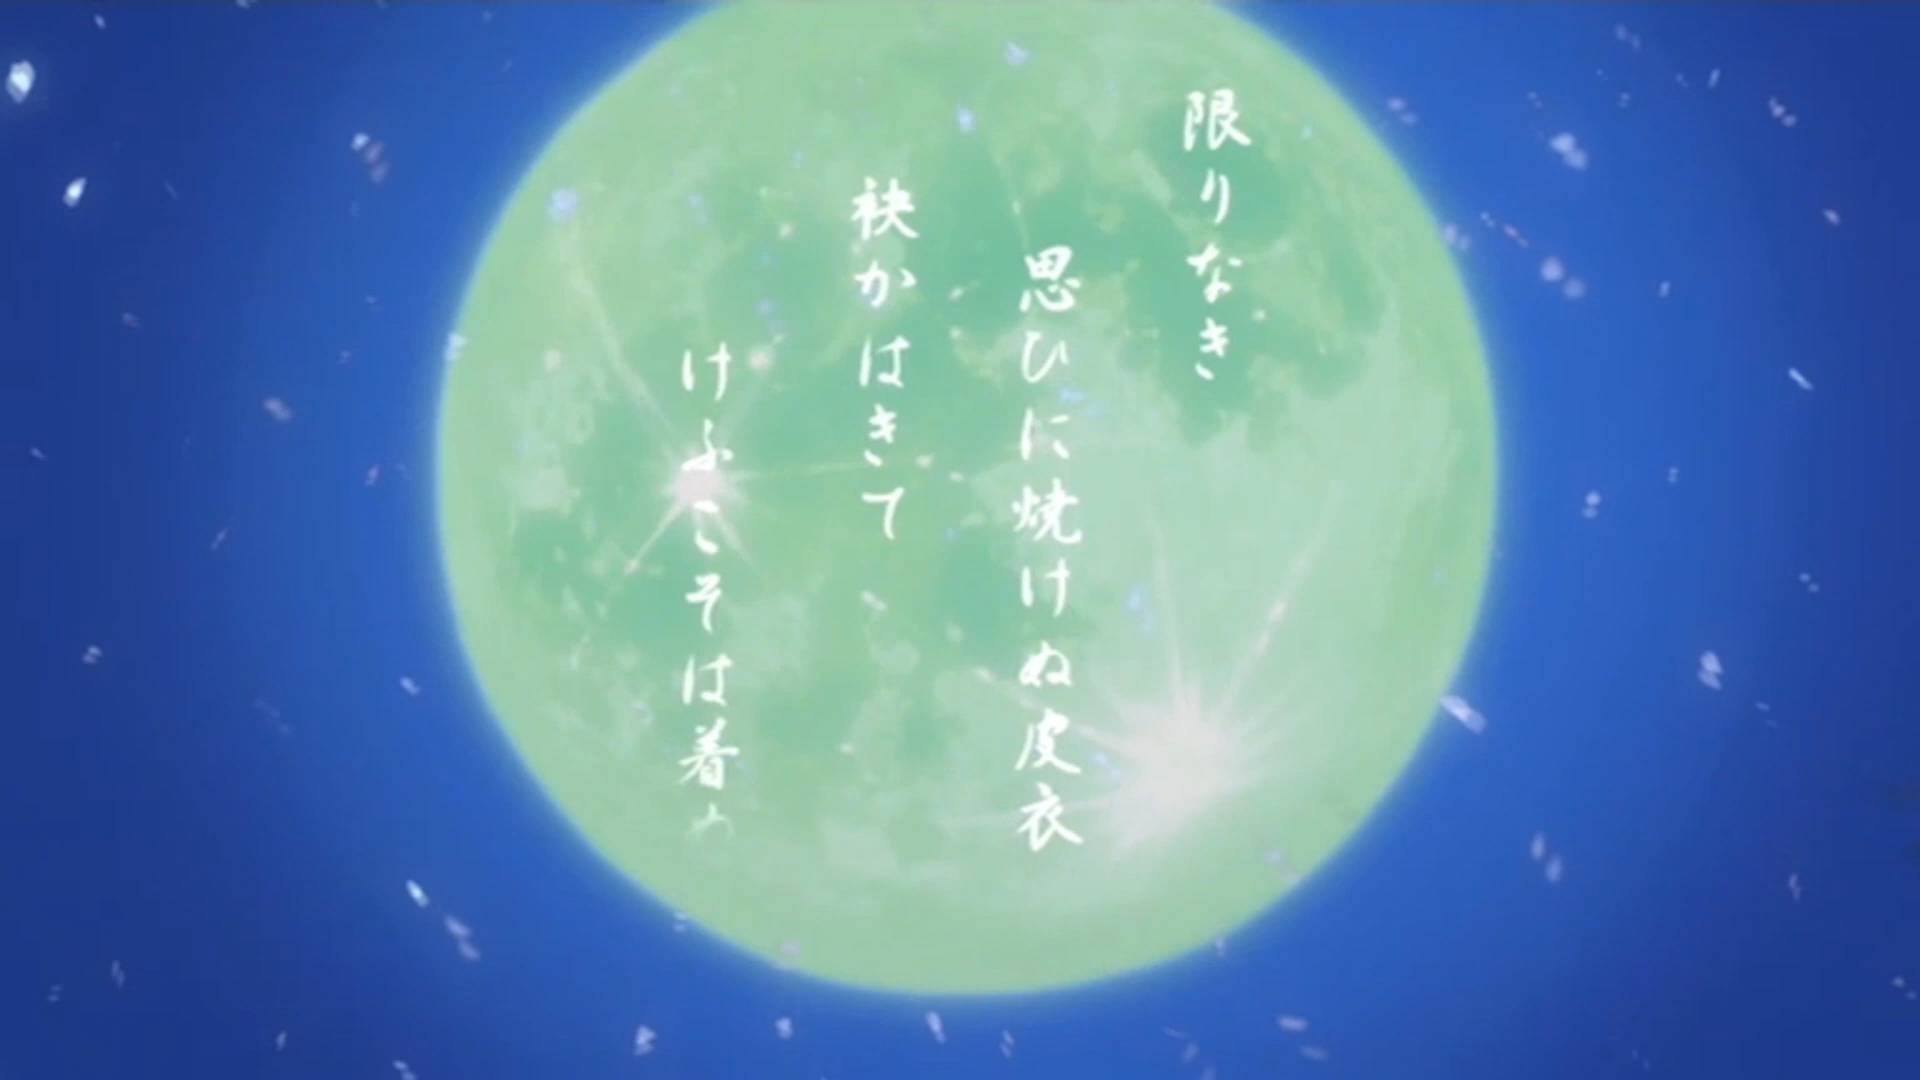 限りなき
思ひに焼けぬ皮衣
袂かはきて
けふこそは着